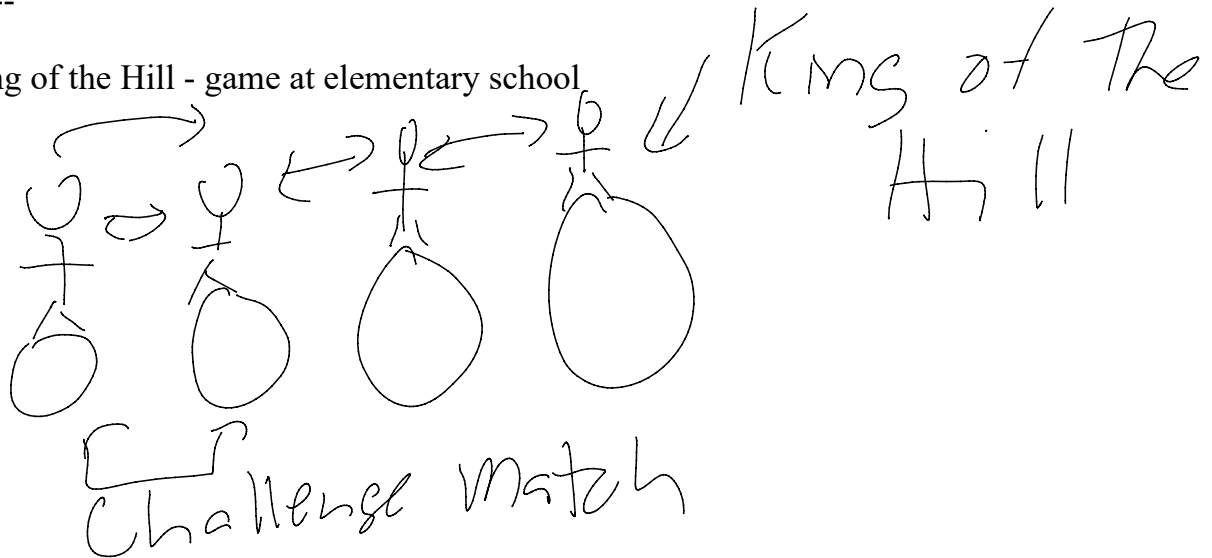 --
ng of the Hill - game at elementary school
King of The
Hill
Challenge Match